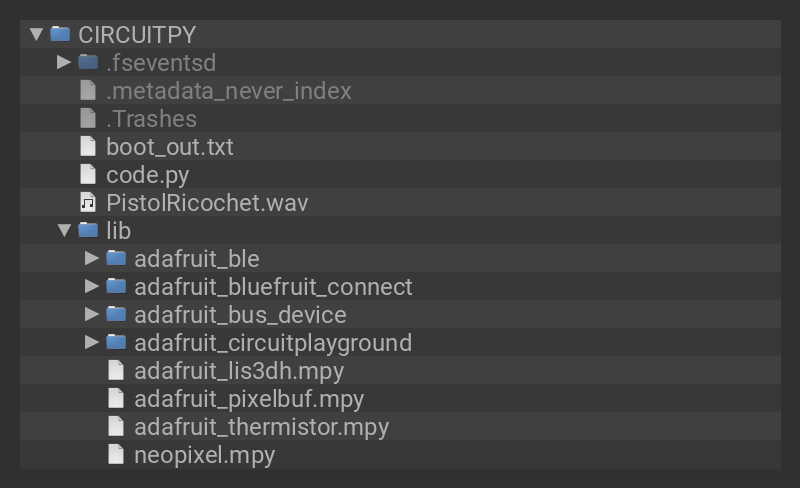 CIRCUITPY
.fseventsd
.metadata_never_index
.Trashes
boot_out.txt
code.py
PistolRicochet.wav
lib
adafruit_ble
adafruit_bluefruit_connect
adafruit_bus_device
adafruit_circuitplayground
adafruit_lis3dh.mpy
adafruit_pixelbuf.mpy
adafruit_thermistor.mpy
neopixel.mpy